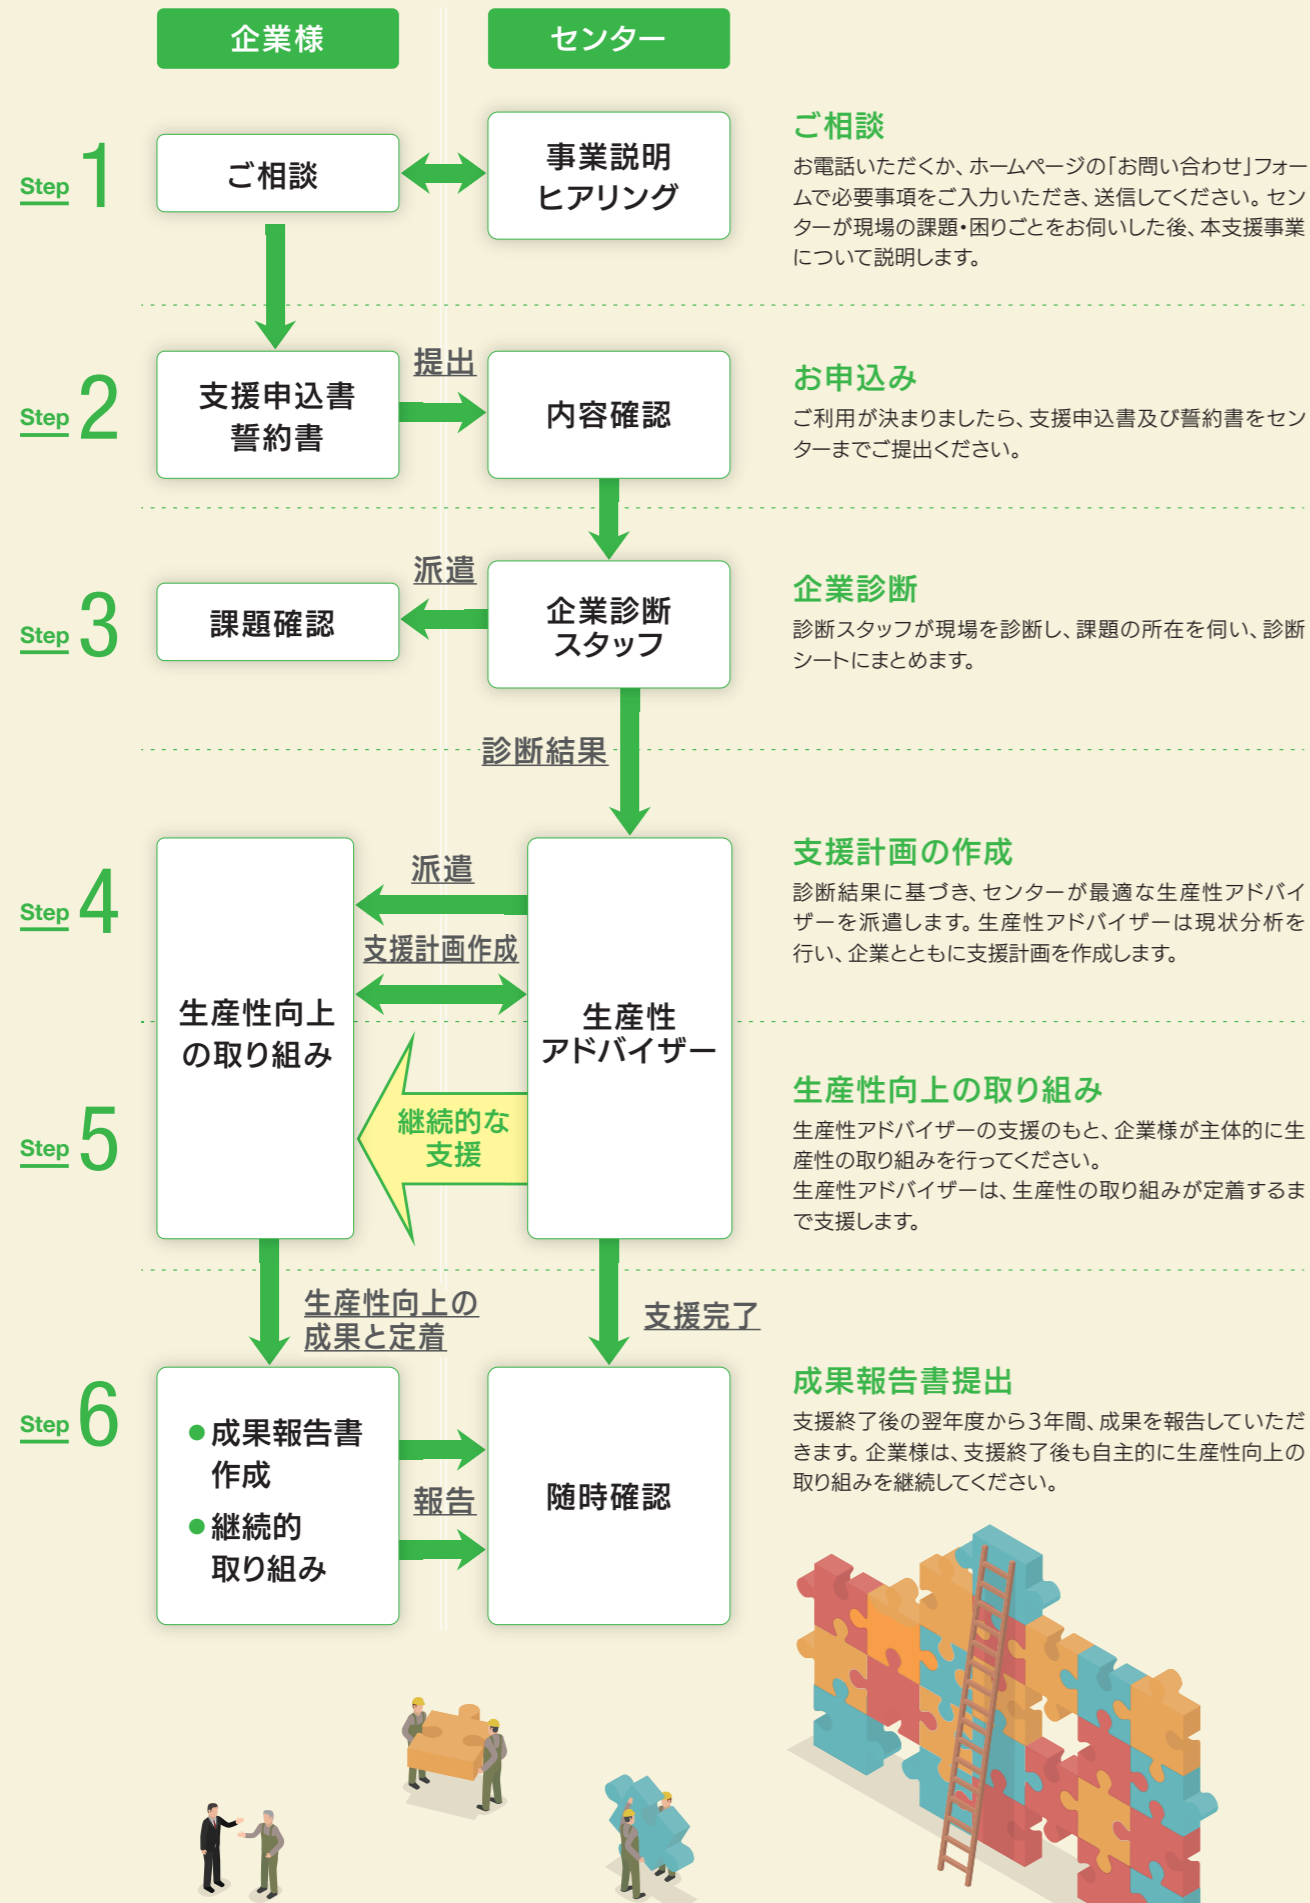 企業様
センター
Step 1
ご相談
事業説明
ヒアリング
ご相談
お電話いただくか、ホームページの「お問い合わせ」フォー
ムで必要事項をご入力いただき、送信してください。セン
ターが現場の課題・困りごとをお伺いした後、本支援事業
について説明します。
Step 2
支援申込書
誓約書
提出
内容確認
お申込み
ご利用が決まりましたら、支援申込書及び誓約書をセン
ターまでご提出ください。
Step 3
課題確認
派遣
企業診断
スタッフ
企業診断
診断スタッフが現場を診断し、課題の所在を伺い、診断
シートにまとめます。
診断結果
Step 4
派遣
支援計画作成
生産性向上
の取り組み
生産性
アドバイザー
支援計画の作成
診断結果に基づき、センターが最適な生産性アドバイ
ザーを派遣します。生産性アドバイザーは現状分析を
行い、企業とともに支援計画を作成します。
Step 5
継続的な
支援
生産性向上の取り組み
生産性アドバイザーの支援のもと、企業様が主体的に生
産性の取り組みを行ってください。
生産性アドバイザーは、生産性の取り組みが定着するま
で支援します。
生産性向上の
成果と定着
支援完了
Step 6
●成果報告書
作成
●継続的
取り組み
報告
随時確認
成果報告書提出
支援終了後の翌年度から3年間、成果を報告していただ
きます。企業様は、支援終了後も自主的に生産性向上の
取り組みを継続してください。